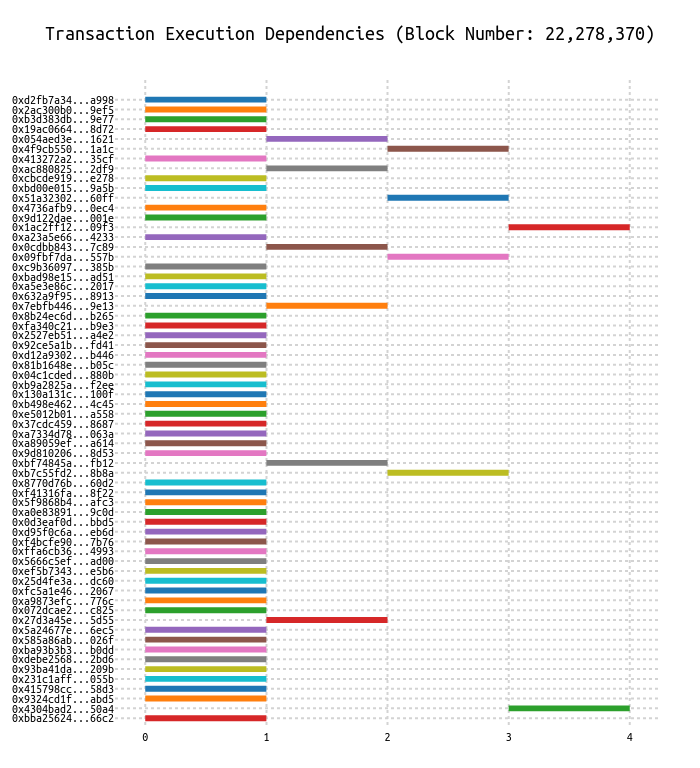 Transaction Execution Dependencies (Block Number: 22,278,370)
0xd2fb7a34...a998
0x2ac300b0...9ef5
0xb3d383db...9e77
0x19ac0664...8d72
0x054aed3e...1621
0x4f9cb550...1a1c
0x413272a2...35cf
0xac880825...2df9
0xcbcde919...e278
0xbd00e015...9a5b
0x51a32302...60ff
0x4736afb9...0ec4
0x9d122dae...001e
0x1ac2ff12...09f3
0xa23a5e66...4233
0x0cdbb843...7c89
0x09fbf7da...557b
0xc9b36097...385b
0xbad98e15...ad51
0xa5e3e86c...2017
0x632a9f95...8913
0x7ebfb446...9e13
0x8b24ec6d...b265
0xfa340c21...b9e3
0x2527eb51...a4e2
0x92ce5a1b...fd41
0xd12a9302...b446
0x81b1648e...b05c
0x04c1cded...880b
0xb9a2825a...f2ee
0x130a131c...100f
0xb498e462...4c45
0xe5012b01...a558
0x37cdc459...8687
0xa7334d78...063a
0xa89059ef...a614
0x9d810206...8d53
0xbf74845a...fb12
0xb7c55fd2...8b8a
0x8770d76b...60d2
0xf41316fa...8f22
0x5f9868b4...afc3
0xa0e83891...9c0d
0x0d3eaf0d...bbd5
0xd95f0c6a...eb6d
0xf4bcfe90...7b76
0xffa6cb36...4993
0x5666c5ef...ad00
0xef5b7343...e5b6
0x25d4fe3a...dc60
0xfc5a1e46...2067
0xa9873efc...776c
0x072dcae2...c825
0x27d3a45e...5d55
0x5a24677e...6ec5
0x585a86ab...026f
0xba93b3b3...b0dd
0xdebe2568...2bd6
0x93ba41da...209b
0x231c1aff...055b
0x415798cc...58d3
0x9324cd1f...abd5
0x4304bad2...50a4
0xbba25624...66c2
0 1 2 3 4